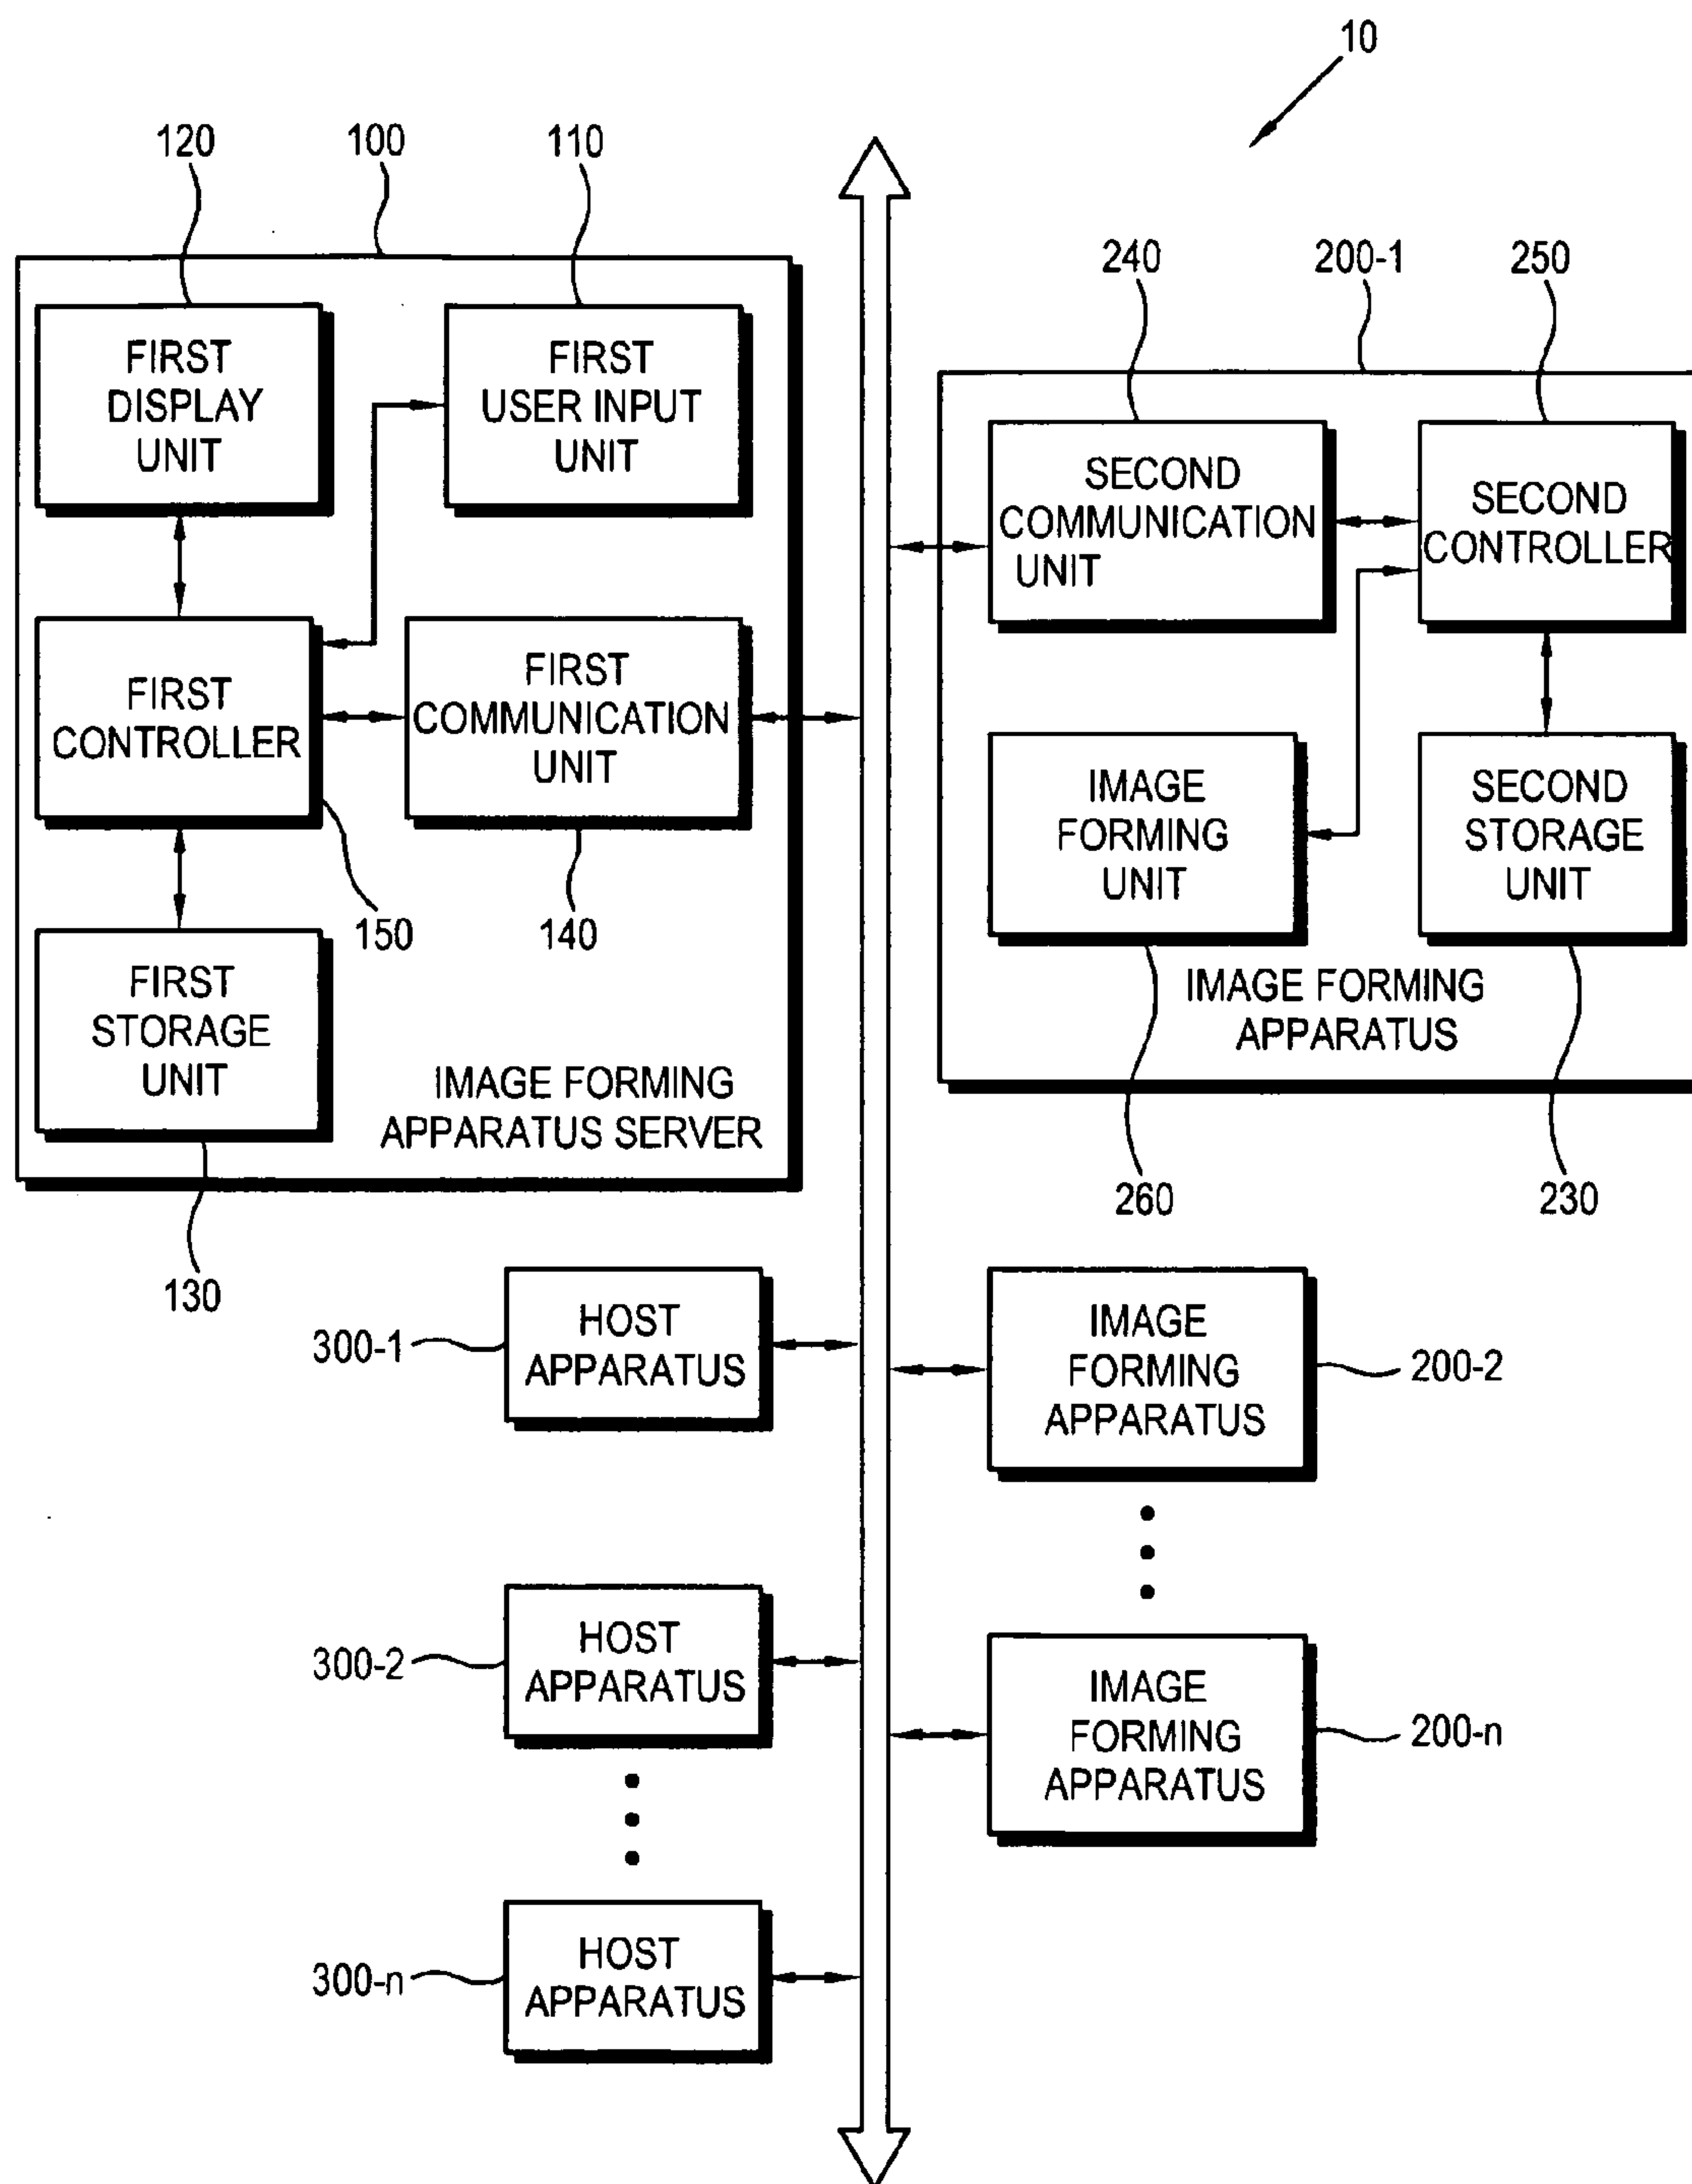 10
120
100
110
FIRST
DISPLAY
UNIT
FIRST
USER INPUT
UNIT
FIRST
CONTROLLER
FIRST
COMMUNICATION
UNIT
150
140
FIRST
STORAGE
UNIT
IMAGE FORMING
APPARATUS SERVER
130
240
200-1
250
SECOND
COMMUNICATION
UNIT
SECOND
CONTROLLER
IMAGE
FORMING
UNIT
SECOND
STORAGE
UNIT
IMAGE FORMING
APPARATUS
260
230
300-1
HOST
APPARATUS
IMAGE
FORMING
APPARATUS
200-2
300-2
HOST
APPARATUS
IMAGE
FORMING
APPARATUS
200-n
300-n
HOST
APPARATUS